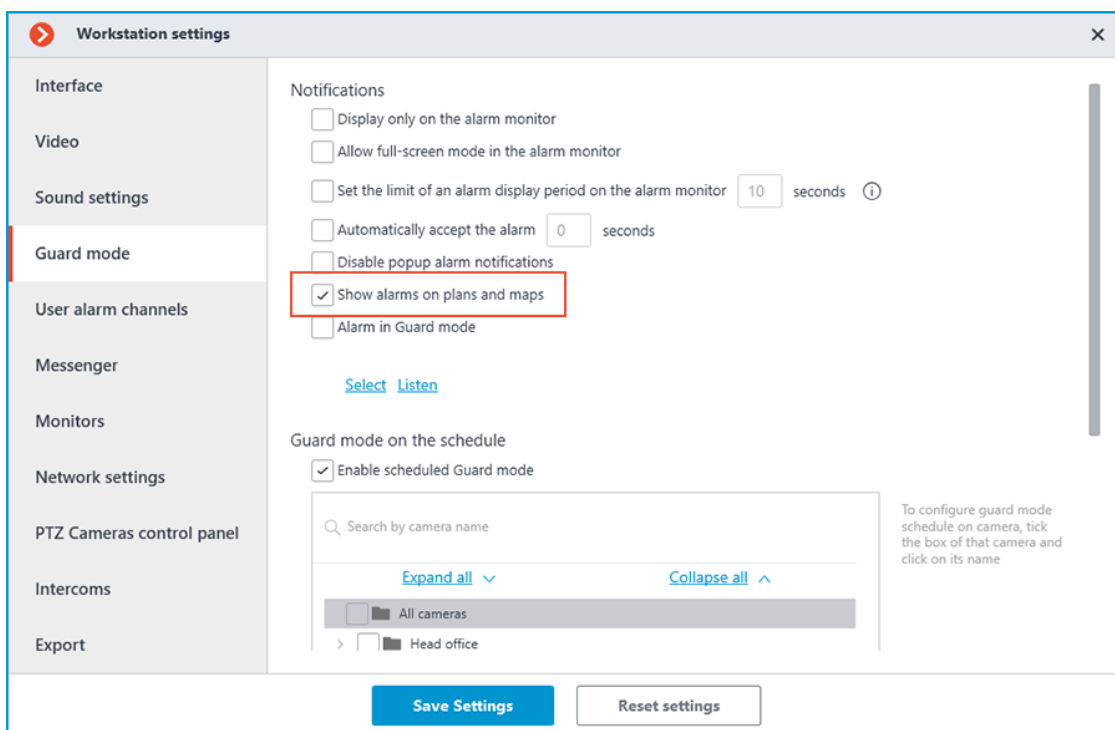 Workstation settings
Interface
Video
Sound settings
Guard mode
User alarm channels
Messenger
Monitors
Network settings
PTZ Cameras control panel
Intercoms
Export
Notifications
Display only on the alarm monitor
Allow full-screen mode in the alarm monitor
Set the limit of an alarm display period on the alarm monitor 10 seconds
Automatically accept the alarm 0 seconds
Disable popup alarm notifications
Show alarms on plans and maps
Alarm in Guard mode
Select Listen
Guard mode on the schedule
Enable scheduled Guard mode
Search by camera name
Expand all Collapse all
All cameras
Head office
To configure guard mode
schedule on camera, tick
the box of that camera and
click on its name
Save Settings Reset settings